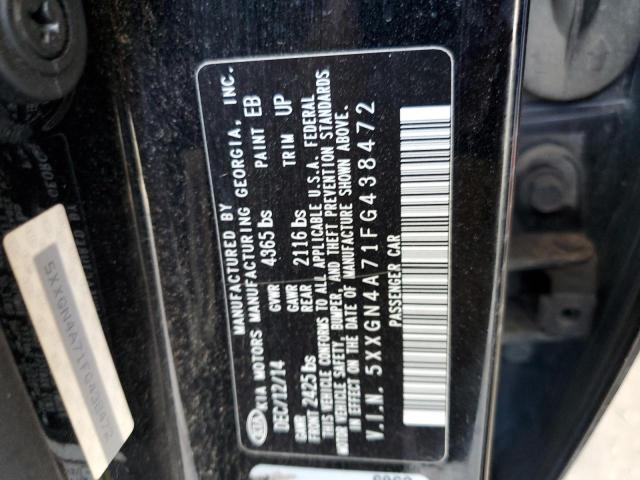 KIA
MANUFACTURED BY
KIA MOTORS MANUFACTURING GEORGIA, INC.
DEC/12/14 GVWR 4365 lbs PAINT EB
GAWR FRONT 2425 lbs GAWR REAR 2116 lbs TRIM UP
THIS VEHICLE CONFORMS TO ALL APPLICABLE U.S.A. FEDERAL
MOTOR VEHICLE SAFETY, BUMPER, AND THEFT PREVENTION STANDARDS
IN EFFECT ON THE DATE OF MANUFACTURE SHOWN ABOVE.
V.I.N. 5XXGN4A71FG438472
PASSENGER CAR
5XXGN4A71FG438472